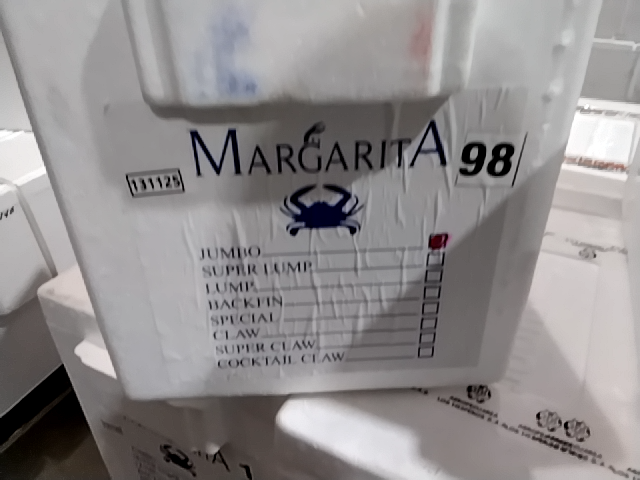 MARGARITA
98
131125
JUMBO
SUPER LUMP
LUMP
BACKFIN
SPECIAL
CLAW
SUPER CLAW
COCKTAIL CLAW